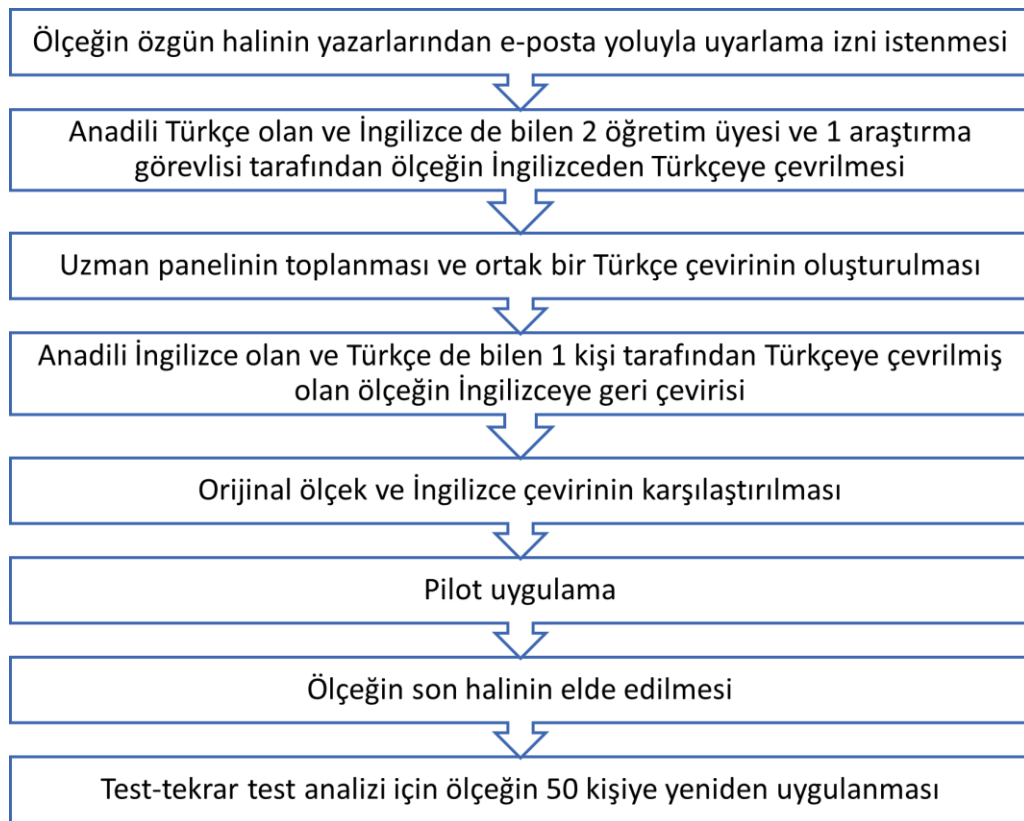 Ölçeğin özgün halinin yazarlarından e-posta yoluyla uyarlama izni istenmesi
Anadili Türkçe olan ve İngilizce de bilen 2 öğretim üyesi ve 1 araştırma
görevlisi tarafından ölçeğin İngilizceden Türkçeye çevrilmesi
Uzman panelinin toplanması ve ortak bir Türkçe çevirinin oluşturulması
Anadili İngilizce olan ve Türkçe de bilen 1 kişi tarafından Türkçeye çevrilmiş
olan ölçeğin İngilizceye geri çevirisi
Orijinal ölçek ve İngilizce çevirinin karşılaştırılması
Pilot uygulama
Ölçeğin son halinin elde edilmesi
Test-tekrar test analizi için ölçeğin 50 kişiye yeniden uygulanması